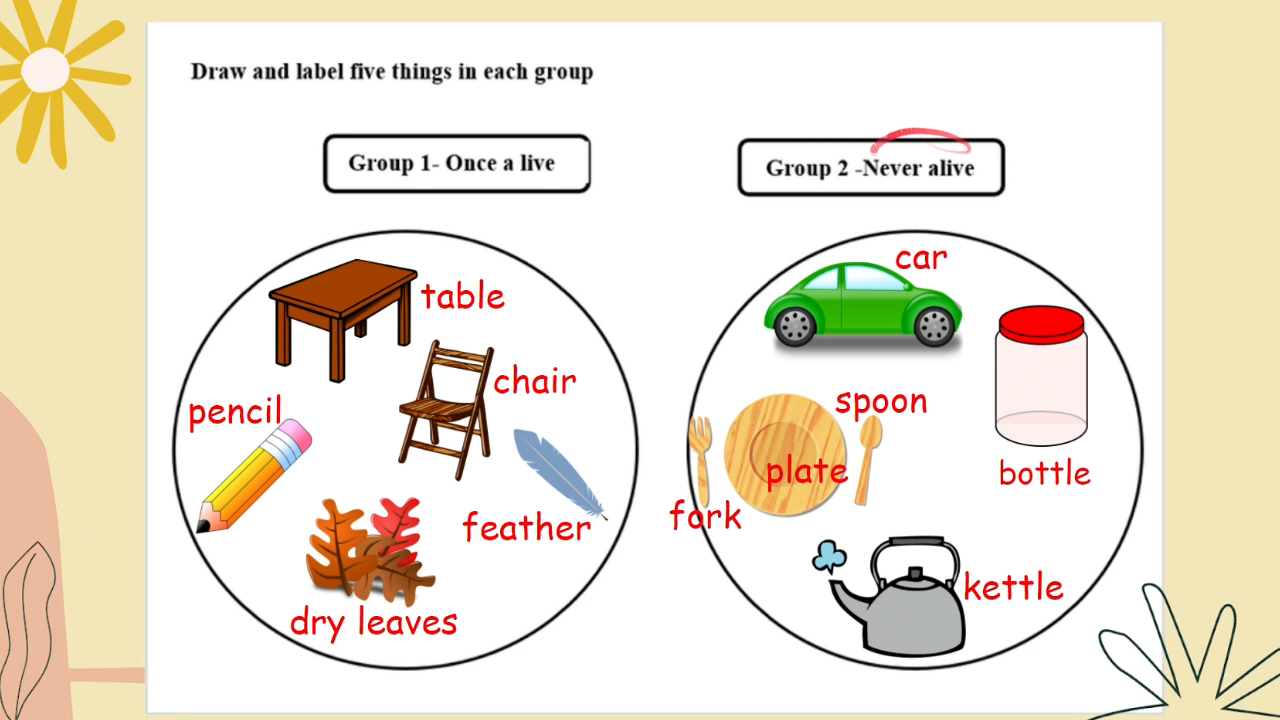 Draw and label five things in each group
Group 1- Once a live
Group 2 -Never alive
table
chair
pencil
feather
dry leaves
car
spoon
plate
bottle
fork
kettle